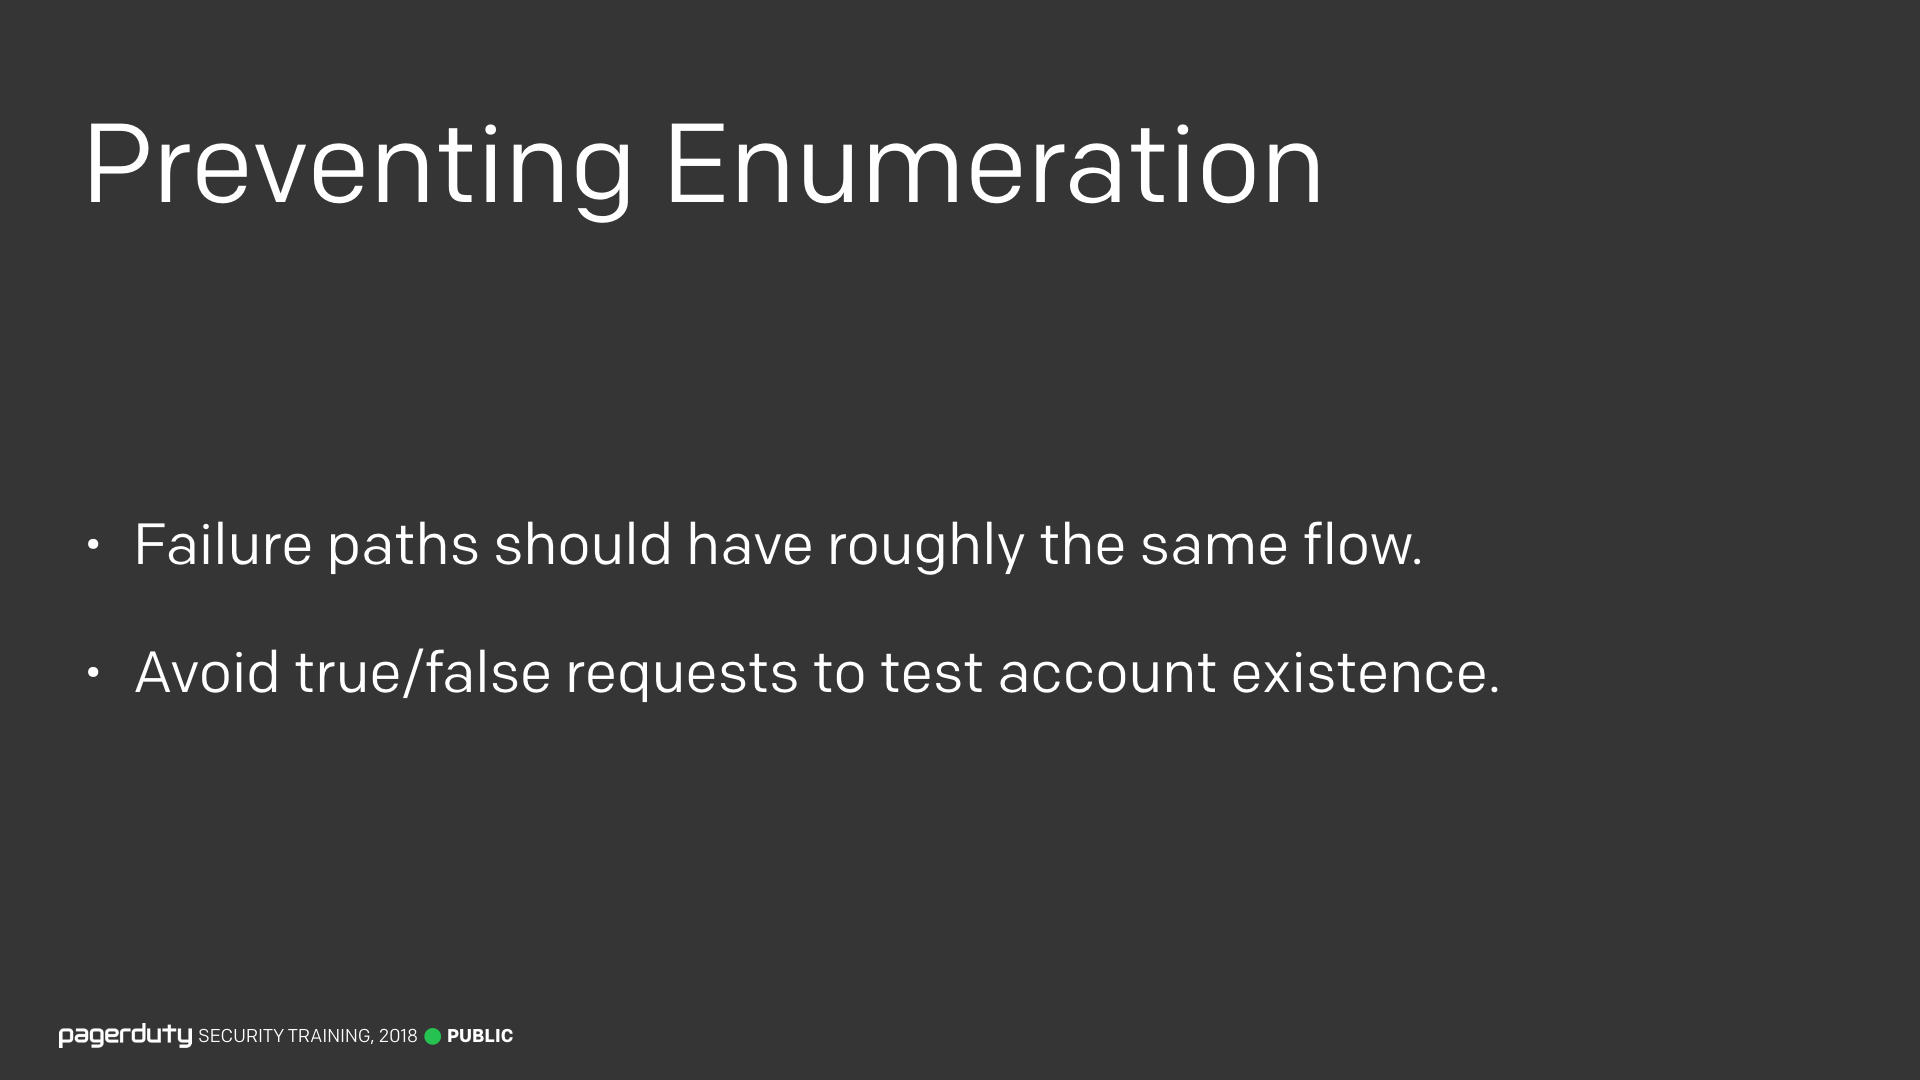 Preventing Enumeration
• Failure paths should have roughly the same flow.
• Avoid true/false requests to test account existence.
pagerduty SECURITY TRAINING, 2018 PUBLIC